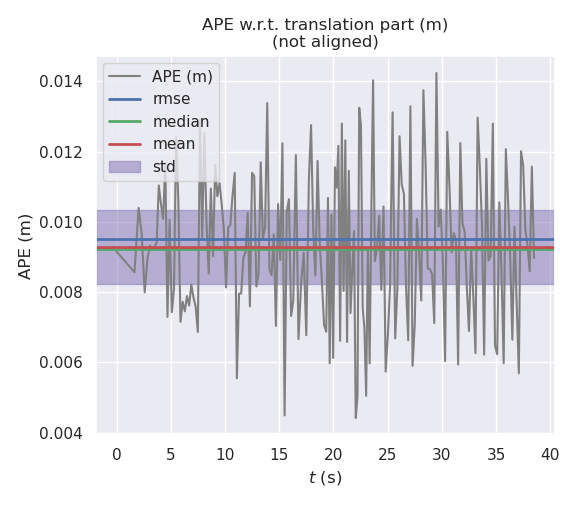 APE w.r.t. translation part (m)
(not aligned)
APE (m)
rmse
median
mean
std
0.014
0.012
0.010
0.008
0.006
0.004
APE (m)
0 5 10 15 20 25 30 35 40
t (s)